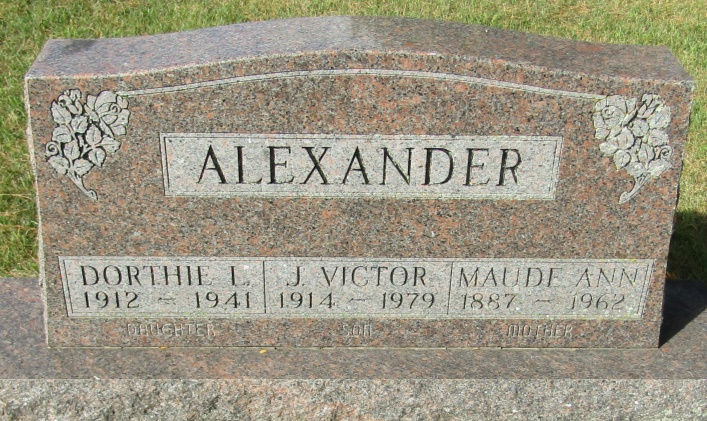 ALEXANDER
DORTHIE L. J. VICTOR MAUDE ANN
1912 ~ 1941 1914 ~ 1979 1887 ~ 1962
DAUGHTER SON MOTHER